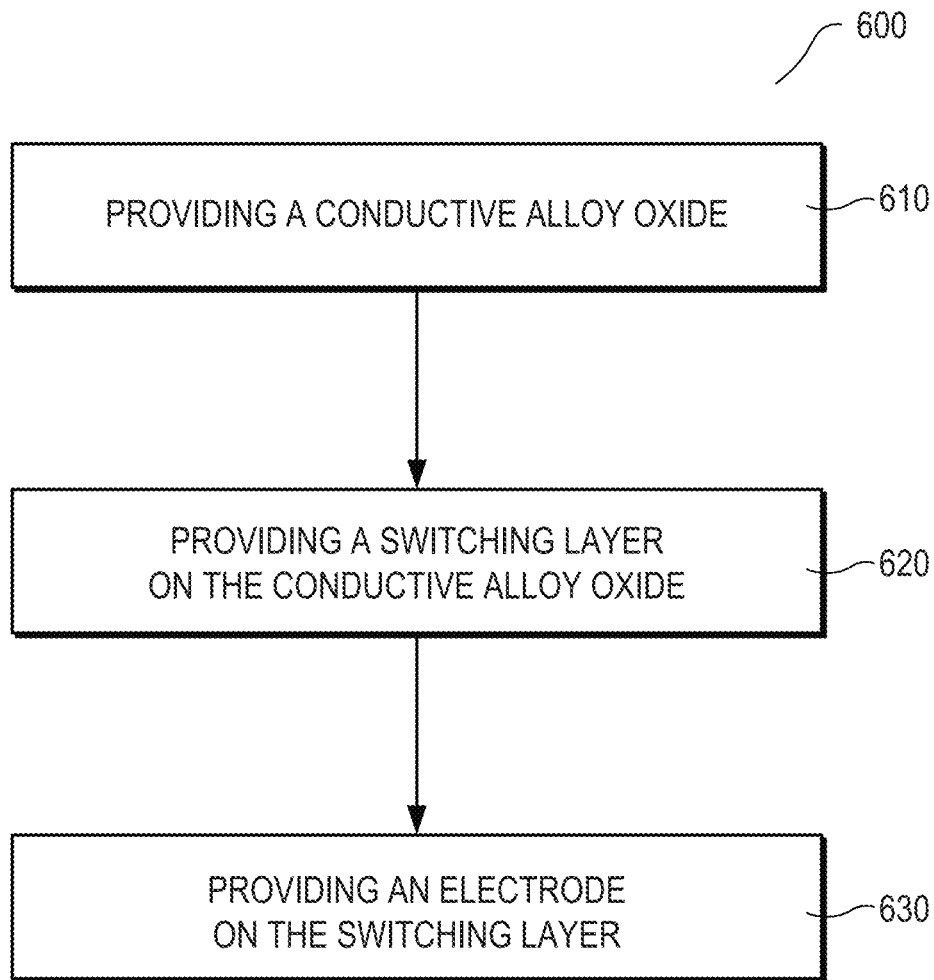 600
PROVIDING A CONDUCTIVE ALLOY OXIDE
610
PROVIDING A SWITCHING LAYER
ON THE CONDUCTIVE ALLOY OXIDE
620
PROVIDING AN ELECTRODE
ON THE SWITCHING LAYER
630